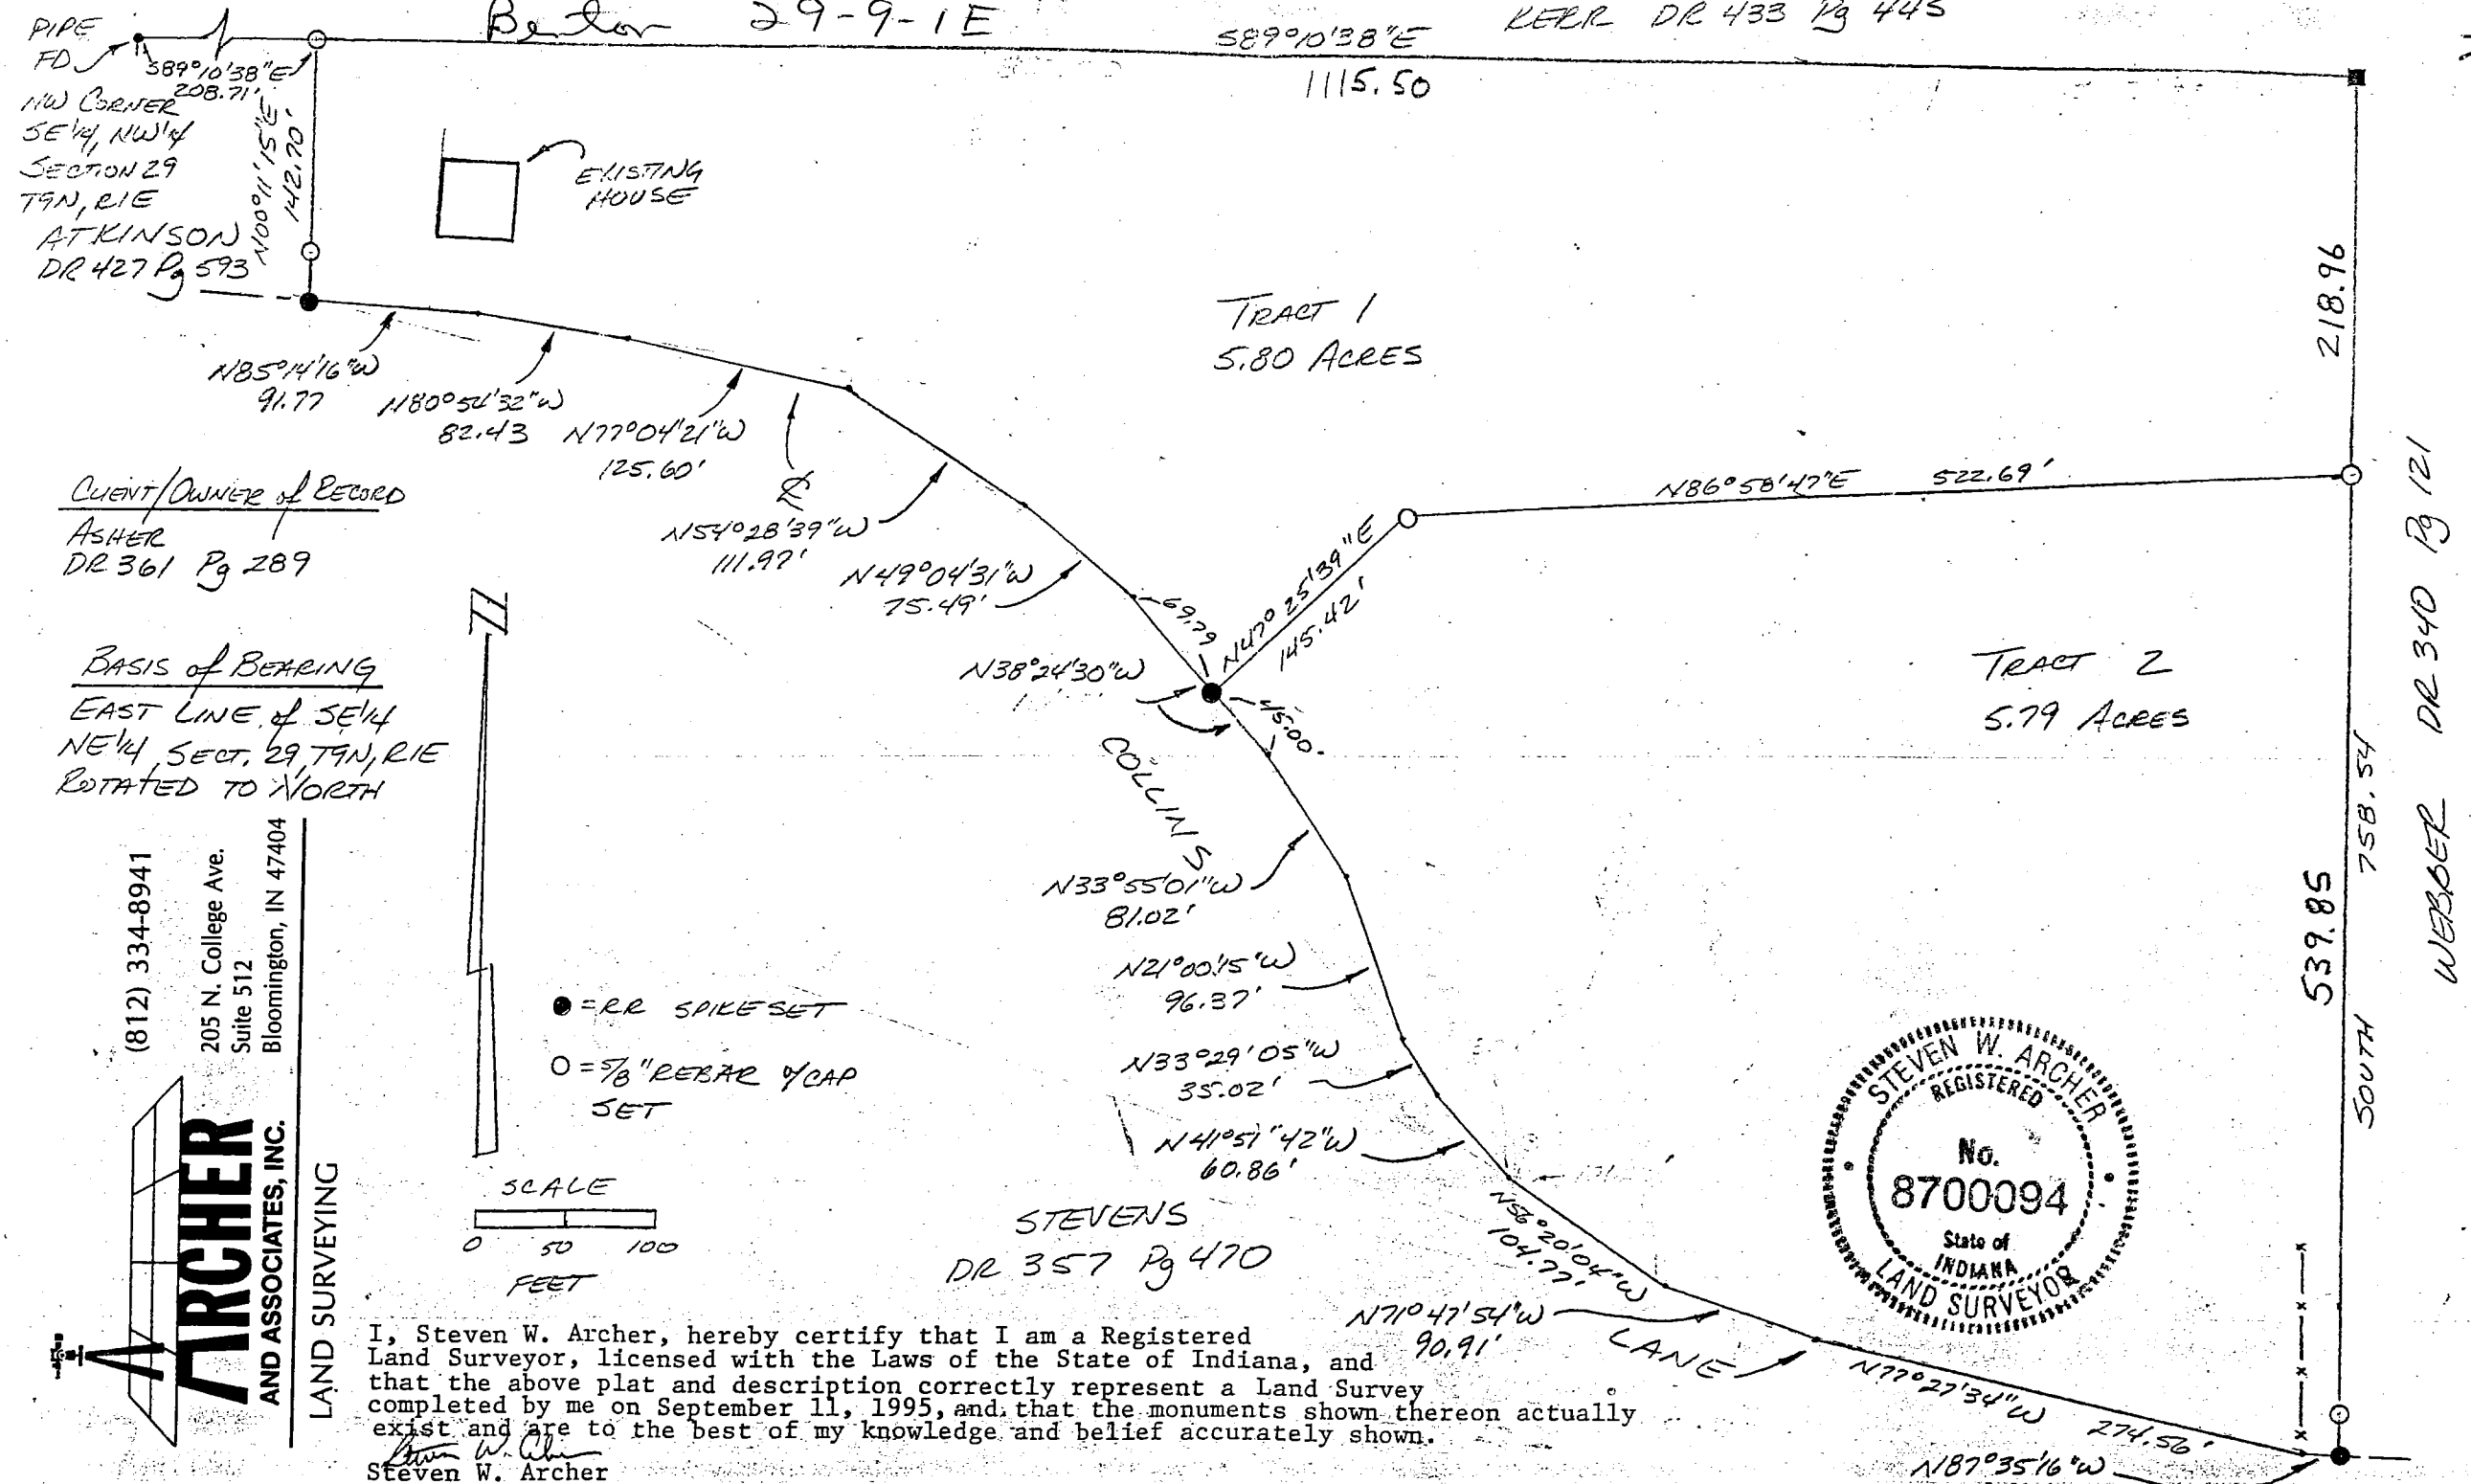 Benton 29-9-1E
KERR DR 433 Pg 445
PIPE
FD
S89°10'38"E
208.71'
NW CORNER
SE¼, NW¼
SECTION 29
T9N, R1E
ATKINSON
DR 427 Pg 593
N00°11'15"E
142.70'
S89°10'38"E
1115.50
EXISTING
HOUSE
TRACT 1
5.80 ACRES
218.96
N85°14'16"W
91.77
N80°54'32"W
82.43
N77°04'21"W
125.60'
℄
N54°28'39"W
111.97'
N49°04'31"W
75.49'
69.79
N38°24'30"W
45.00'
N47°25'39"E
145.42'
N86°58'47"E 522.69'
CLIENT/OWNER of RECORD
ASHER
DR 361 Pg 289
BASIS of BEARING
EAST LINE of SE¼
NE¼, SECT. 29, T9N, R1E
ROTATED TO NORTH
TRACT 2
5.79 ACRES
WEBBER DR 340 Pg 121
SOUTH 758.54
539.85
COLLINS
N33°55'01"W
81.02'
N21°00'15"W
96.37'
N33°29'05"W
35.02'
N41°51"42"W
60.86'
N56°20'04"W
104.77'
N71°47'54"W
90.91'
LANE
N77°27'34"W 274.56'
N87°35'16"W
STEVENS
DR 357 Pg 470
● = RR SPIKE SET
O = 5/8" REBAR W/CAP
SET
SCALE
0 50 100
FEET
(812) 334-8941
205 N. College Ave.
Suite 512
Bloomington, IN 47404
ARCHER
AND ASSOCIATES, INC.
LAND SURVEYING
STEVEN W. ARCHER
REGISTERED
No.
8700094
State of
INDIANA
LAND SURVEYOR
I, Steven W. Archer, hereby certify that I am a Registered
Land Surveyor, licensed with the Laws of the State of Indiana, and
that the above plat and description correctly represent a Land Survey
completed by me on September 11, 1995, and that the monuments shown thereon actually
exist and are to the best of my knowledge and belief accurately shown.
Steven W. Archer